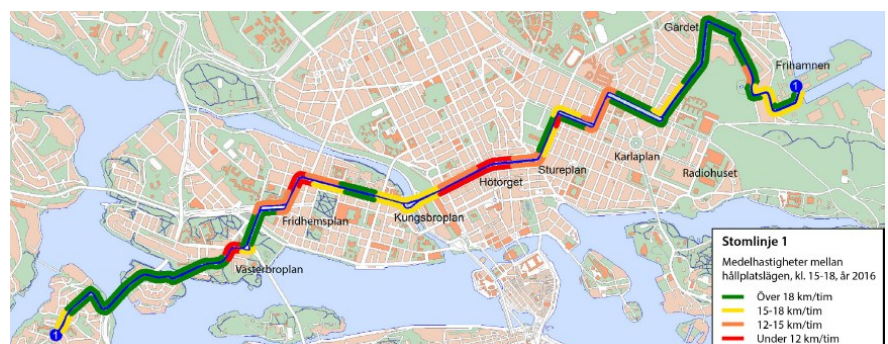 Gärdet
Frihamnen
1
Karlaplan
Radiohuset
Stureplan
Hötorget
Kungsbroplan
Fridhemsplan
Västerbroplan
1
Stomlinje 1
Medelhastigheter mellan
hållplatslägen, kl. 15-18, år 2016
Över 18 km/tim
15-18 km/tim
12-15 km/tim
Under 12 km/tim